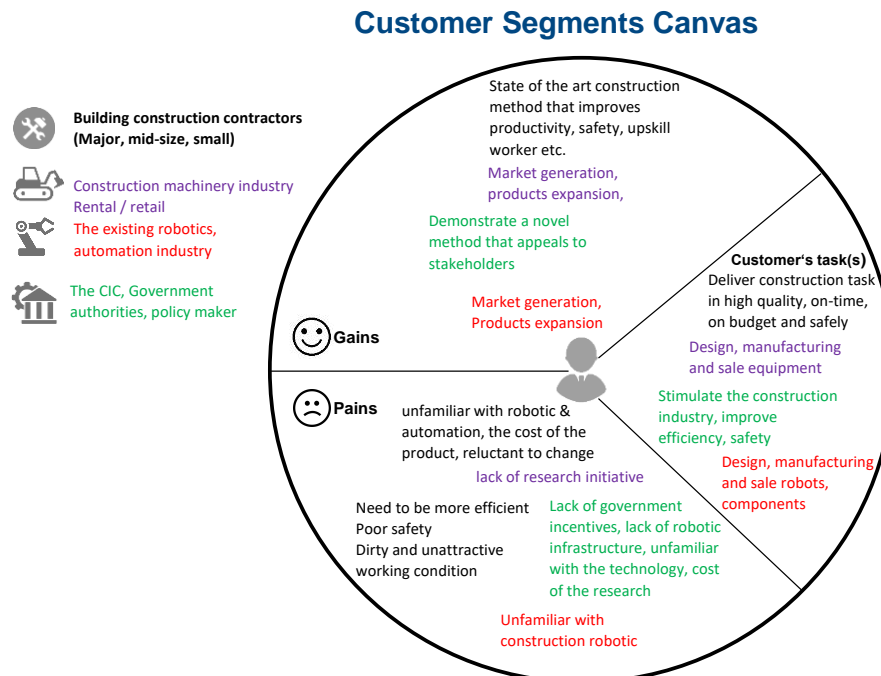 Customer Segments Canvas
Building construction contractors
(Major, mid-size, small)
Construction machinery industry
Rental / retail
The existing robotics,
automation industry
The CIC, Government
authorities, policy maker
State of the art construction
method that improves
productivity, safety, upskill
worker etc.
Market generation,
products expansion,
Demonstrate a novel
method that appeals to
stakeholders
Market generation,
Products expansion
Gains
Customer‘s task(s)
Deliver construction task
in high quality, on-time,
on budget and safely
Design, manufacturing
and sale equipment
Stimulate the construction
industry, improve
efficiency, safety
Design, manufacturing
and sale robots,
components
Pains
unfamiliar with robotic &
automation, the cost of the
product, reluctant to change
lack of research initiative
Need to be more efficient
Poor safety
Dirty and unattractive
working condition
Lack of government
incentives, lack of robotic
infrastructure, unfamiliar
with the technology, cost
of the research
Unfamiliar with
construction robotic